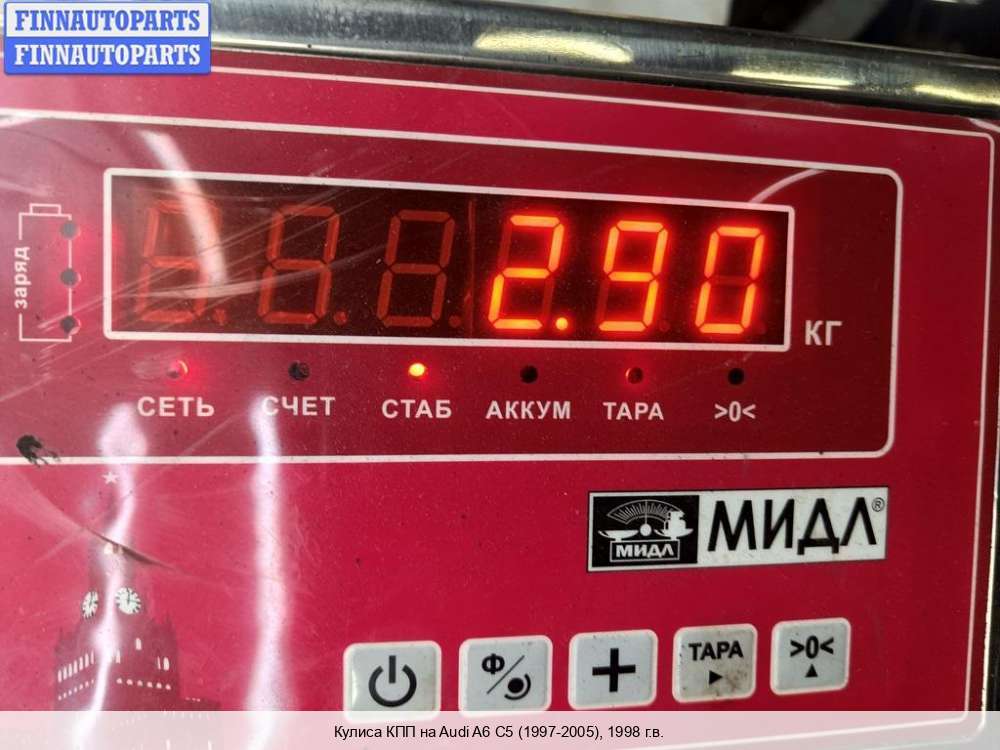 FINNAUTOPARTS
FINNAUTOPARTS
заряд
2.90
КГ
СЕТЬ СЧЕТ СТАБ АККУМ ТАРА >0<
МИДЛ МИДЛ®
Ф ТАРА >0<
Кулиса КПП на Audi A6 C5 (1997-2005), 1998 г.в.